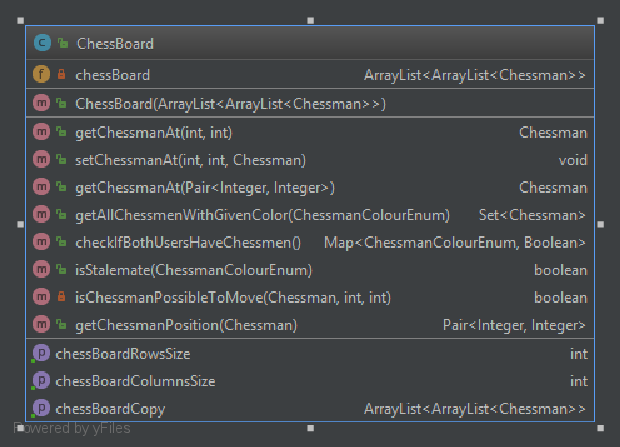 C ChessBoard
f chessBoard ArrayList<ArrayList<Chessman>>
m ChessBoard(ArrayList<ArrayList<Chessman>>)
m getChessmanAt(int, int) Chessman
m setChessmanAt(int, int, Chessman) void
m getChessmanAt(Pair<Integer, Integer>) Chessman
m getAllChessmenWithGivenColor(ChessmanColourEnum) Set<Chessman>
m checkIfBothUsersHaveChessmen() Map<ChessmanColourEnum, Boolean>
m isStalemate(ChessmanColourEnum) boolean
m isChessmanPossibleToMove(Chessman, int, int) boolean
m getChessmanPosition(Chessman) Pair<Integer, Integer>
p chessBoardRowsSize int
p chessBoardColumnsSize int
p chessBoardCopy ArrayList<ArrayList<Chessman>>
Powered by yFiles